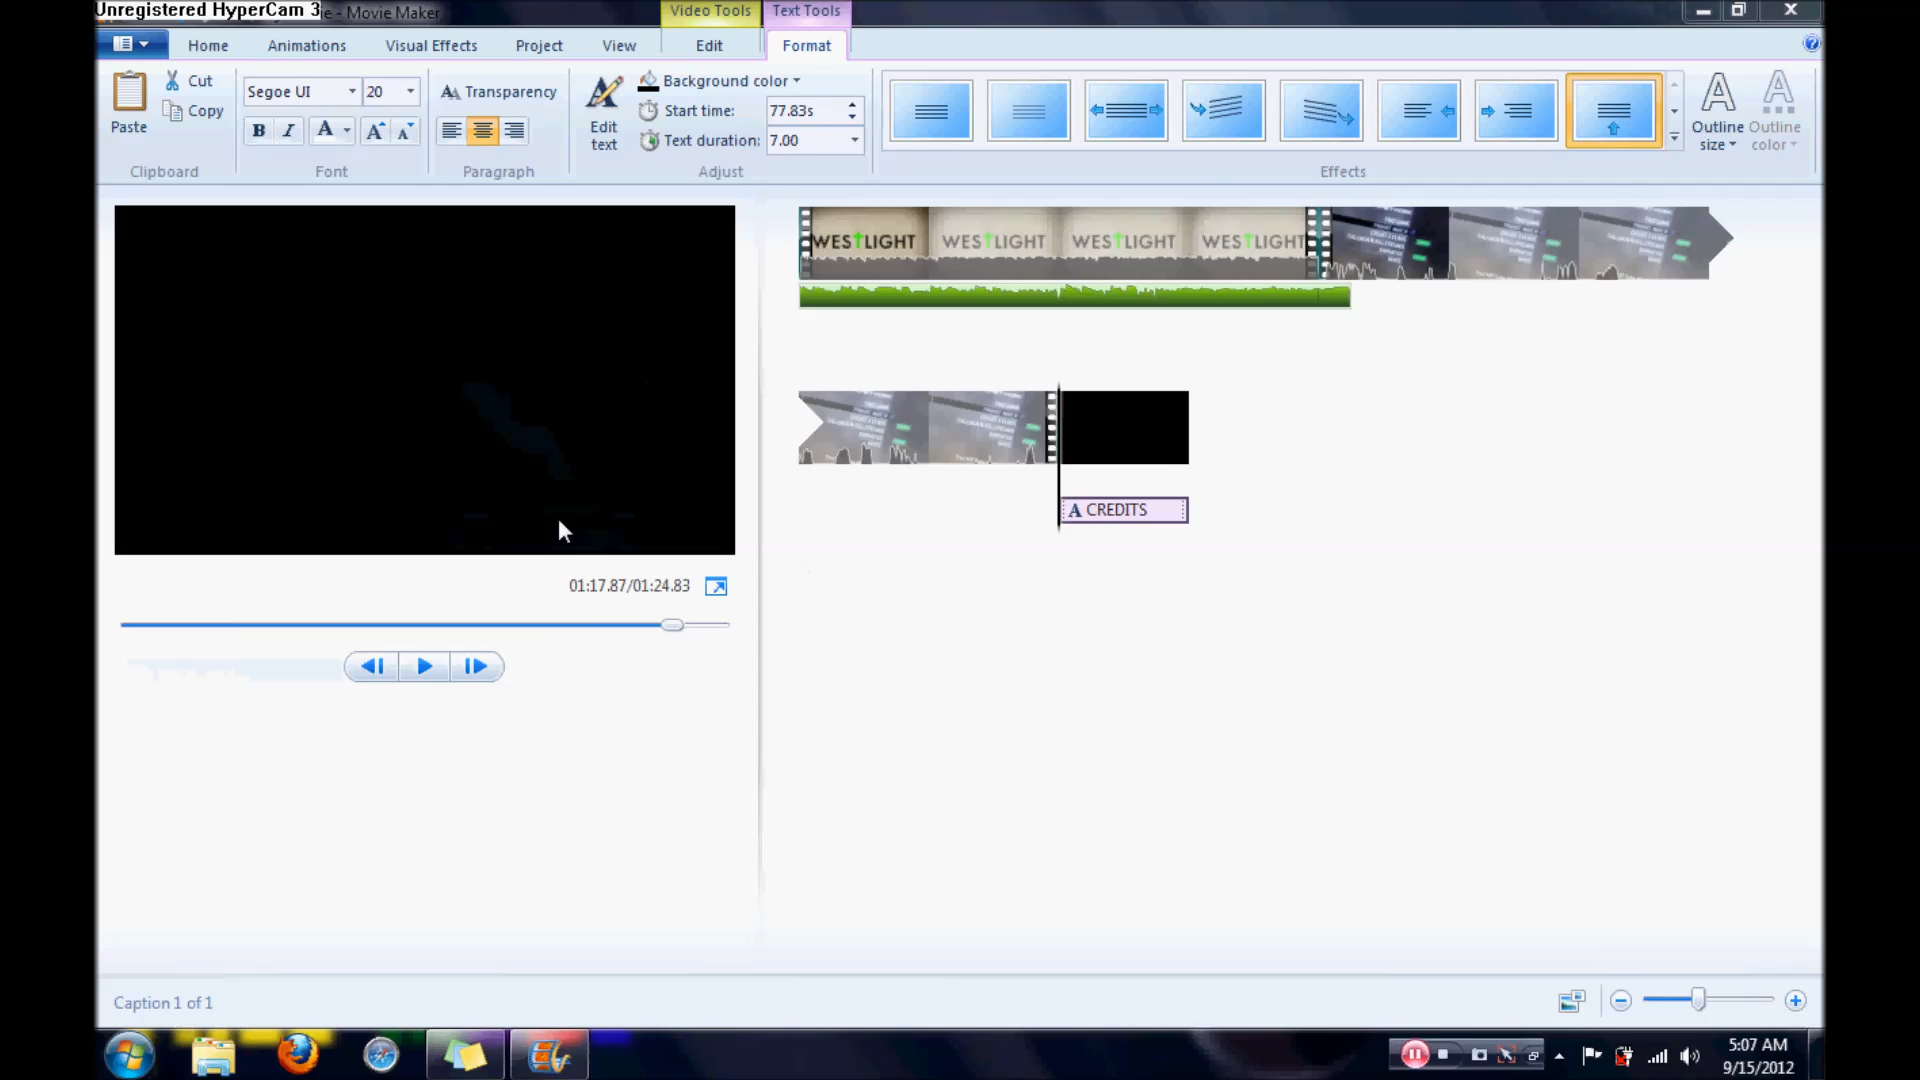 Unregistered HyperCam 3
ie - Movie Maker
Video Tools
Text Tools
Home
Animations
Visual Effects
Project
View
Edit
Format
Paste
Cut
Copy
Clipboard
Segoe UI
20
B I A A A
Font
Transparency
Paragraph
Edit text
Background color
Start time: 77.83s
Text duration: 7.00
Adjust
Effects
Outline size
Outline color
WESTLIGHT WESTLIGHT WESTLIGHT WESTLIGHT
A CREDITS
01:17.87/01:24.83
Caption 1 of 1
5:07 AM
9/15/2012